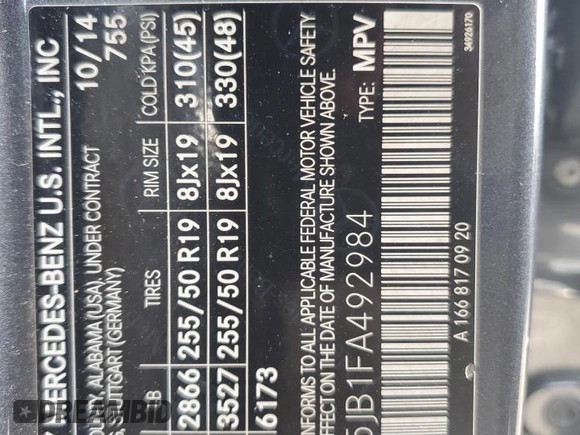 MERCEDES-BENZ U.S. INTL., INC
10/14
ALABAMA (USA), UNDER CONTRACT
755
STUTTGART(GERMANY)
TIRES RIM SIZE COLD KPA(PSI)
2866 255/50 R19 8Jx19 310(45)
3527 255/50 R19 8Jx19 330(48)
6173
TO ALL APPLICABLE FEDERAL MOTOR VEHICLE SAFETY
EFFECT ON THE DATE OF MANUFACTURE SHOWN ABOVE.
JB1FA492984 TYPE: MPV
A 166 817 09 20
34926170
DREAMBID